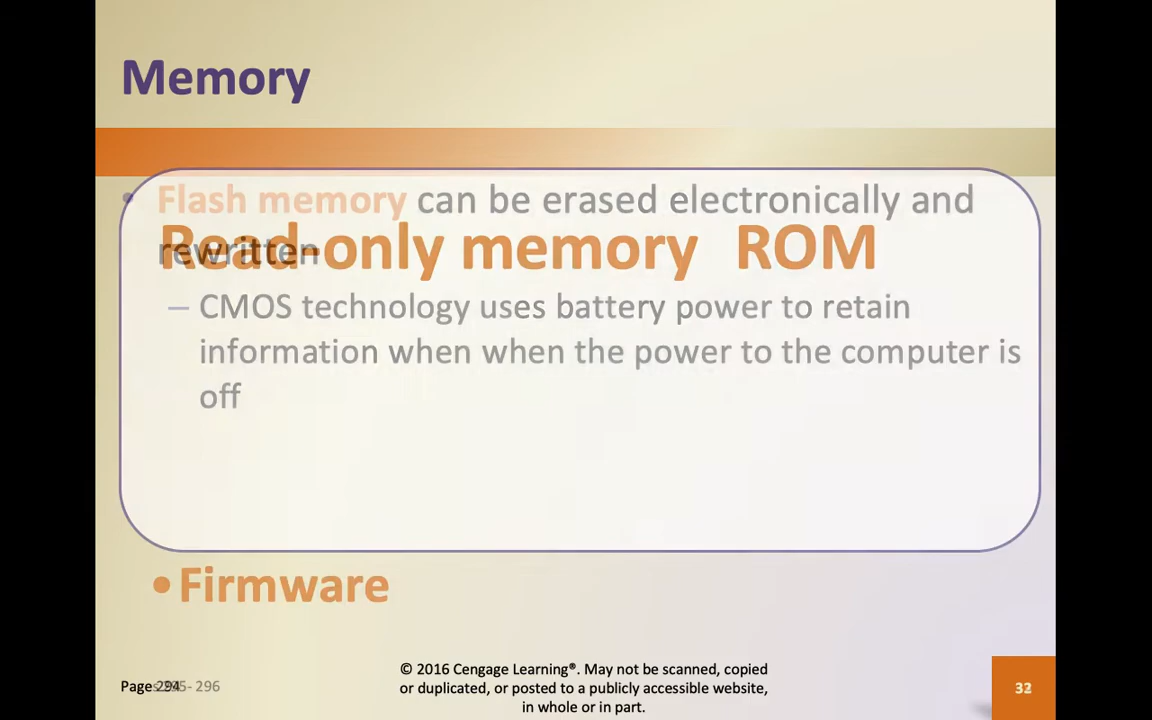 Memory
• Flash memory can be erased electronically and
rewritten
Read-only memory ROM
– CMOS technology uses battery power to retain
information when when the power to the computer is
off
•Firmware
Page 294
- 296
© 2016 Cengage Learning®. May not be scanned, copied
or duplicated, or posted to a publicly accessible website,
in whole or in part.
32